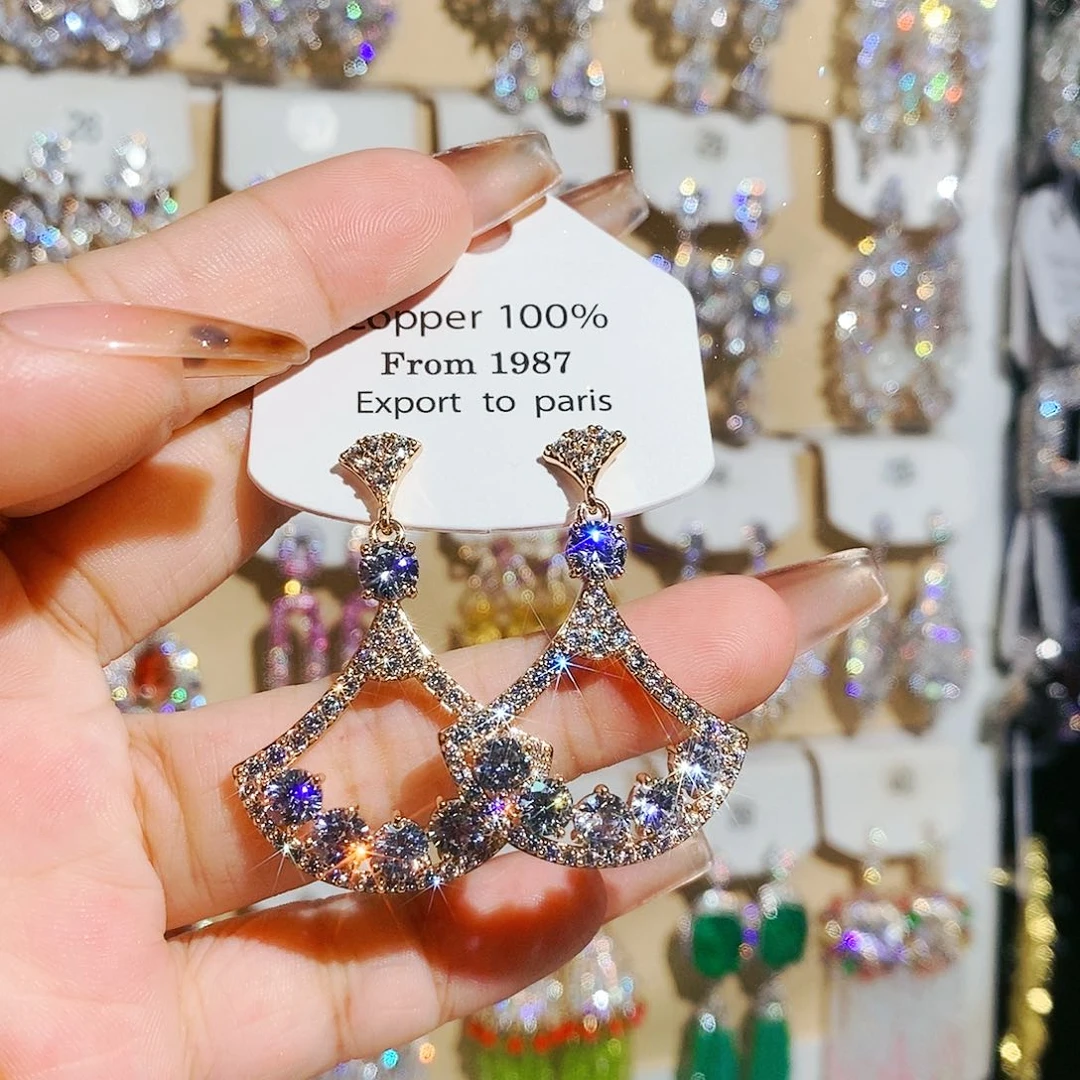 Copper 100%
From 1987
Export to paris